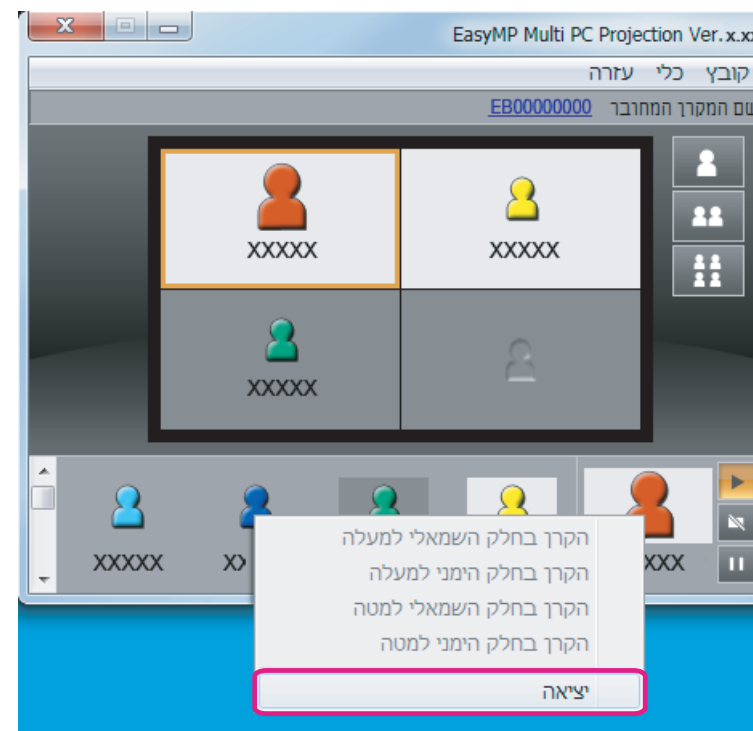 EasyMP Multi PC Projection Ver.x.x
קובץ כלי עזרה
שם המקרן המחובר EB00000000
XXXXX XXXXX
XXXXX
XXXXX
XX
XXX
הקרן בחלק השמאלי למעלה
הקרן בחלק הימני למעלה
הקרן בחלק השמאלי למטה
הקרן בחלק הימני למטה
יציאה